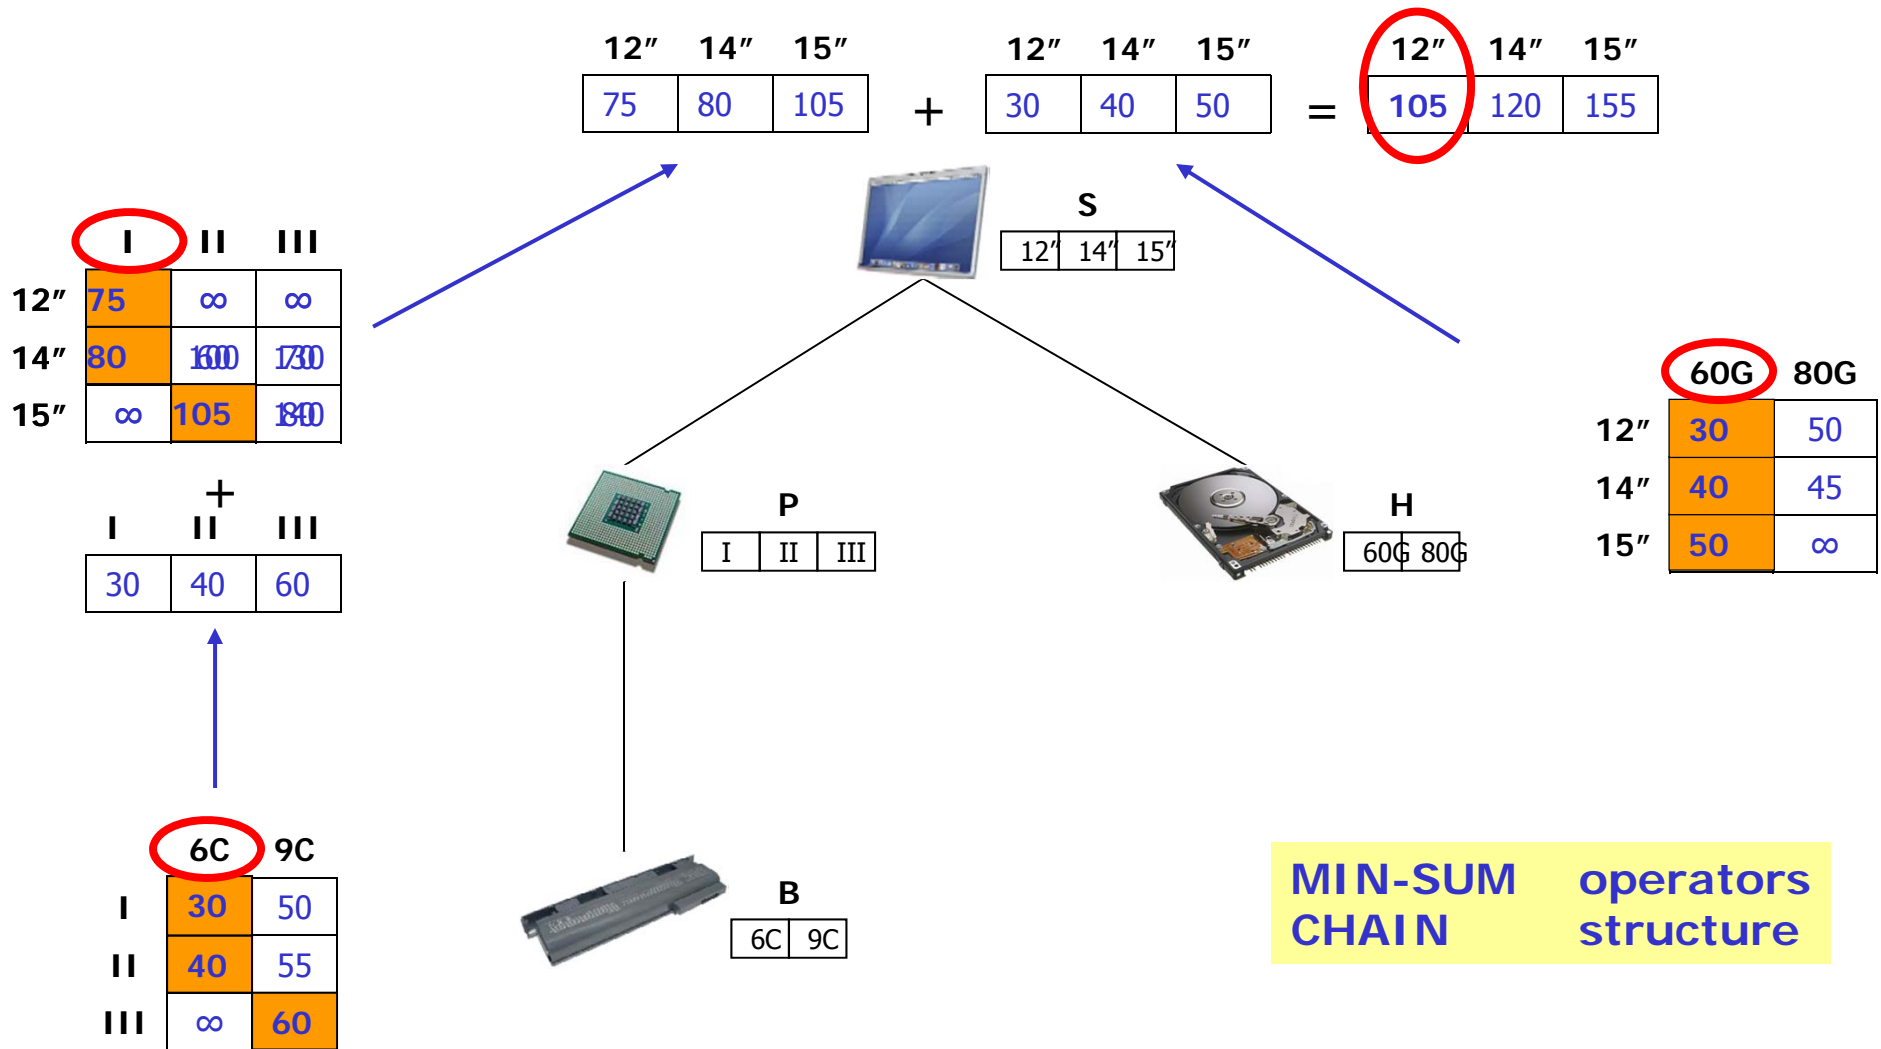 12″ 14″ 15″ 12″ 14″ 15″ 12″ 14″ 15″
75 80 105 + 30 40 50 = 105 120 155
S
12″ 14″ 15″
I II III
12″ 75 ∞ ∞
14″ 80
15″ ∞ 105
+
I II III
30 40 60
P
I II III
H
60G 80G
60G 80G
12″ 30 50
14″ 40 45
15″ 50 ∞
6C 9C
I 30 50
II 40 55
III ∞ 60
B
6C 9C
MIN-SUM operators
CHAIN structure